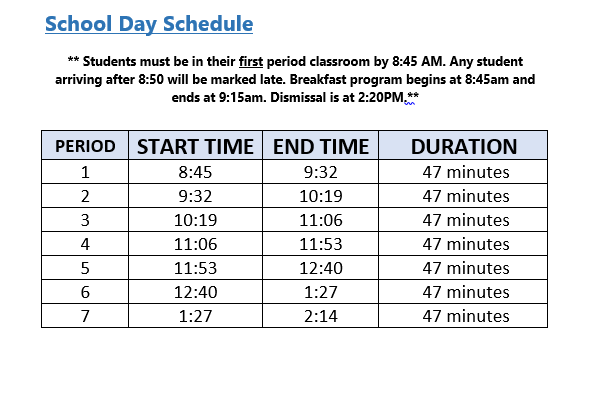 School Day Schedule
** Students must be in their first period classroom by 8:45 AM. Any student
arriving after 8:50 will be marked late. Breakfast program begins at 8:45am and
ends at 9:15am. Dismissal is at 2:20PM.**
PERIOD START TIME END TIME DURATION
1 8:45 9:32 47 minutes
2 9:32 10:19 47 minutes
3 10:19 11:06 47 minutes
4 11:06 11:53 47 minutes
5 11:53 12:40 47 minutes
6 12:40 1:27 47 minutes
7 1:27 2:14 47 minutes